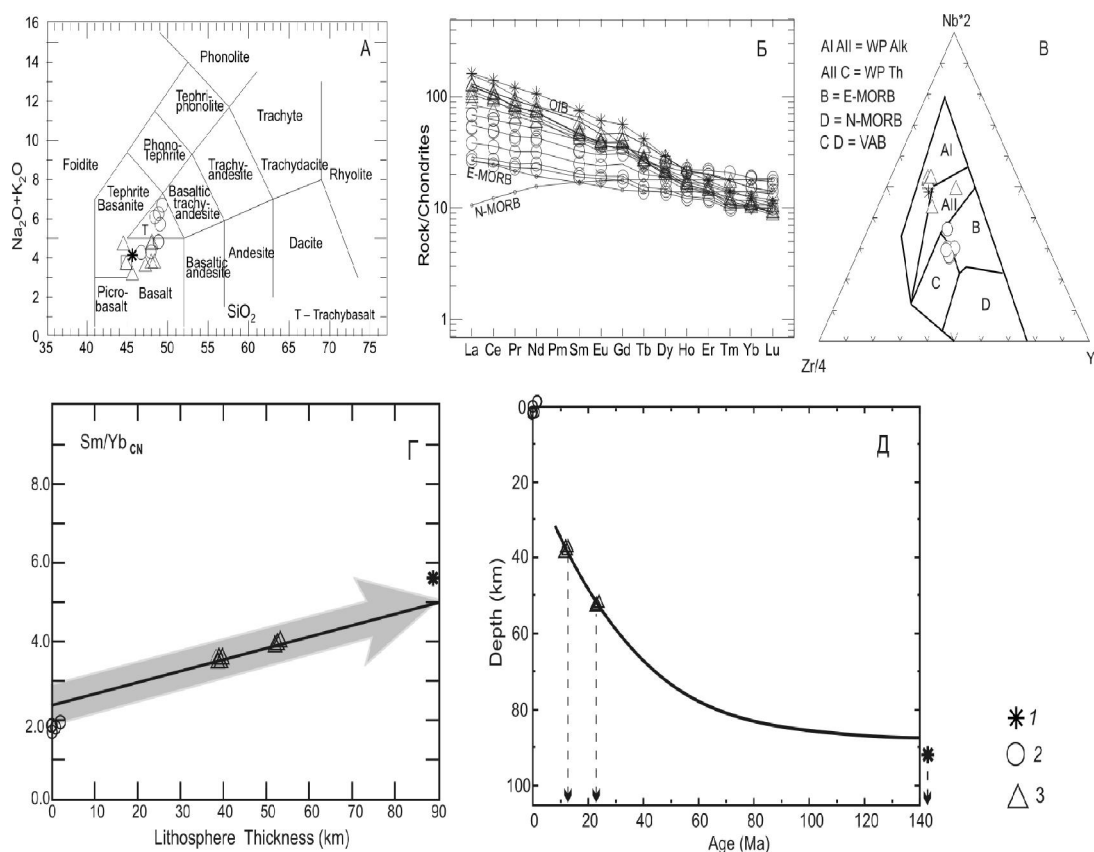 А
Na2O+K2O
16
14
12
10
8
6
4
2
0
35 40 45 50 55 60 65 70 75
SiO2
T – Trachybasalt
Phonolite
Tephri-
phonolite
Trachyte
Phono-
Tephrite
Foidite
Trachy-
andesite
Trachydacite
Rhyolite
Tephrite
Basanite
Basaltic
trachy-
andesite
T
Picro-
basalt
Basalt
Basaltic
andesite
Andesite
Dacite
Б
Rock/Chondrites
100
10
1
OIB
E-MORB
N-MORB
La Ce Pr Nd Pm Sm Eu Gd Tb Dy Ho Er Tm Yb Lu
В
Nb*2
AI AII = WP Alk
AII C = WP Th
B = E-MORB
D = N-MORB
C D = VAB
AI
AII
B
C
D
Zr/4
Y
Г
Sm/YbCN
8.0
6.0
4.0
2.0
0.0
0 10 20 30 40 50 60 70 80 90
Lithosphere Thickness (km)
Д
Depth (km)
0
20
40
60
80
100
0 20 40 60 80 100 120 140
Age (Ma)
1
2
3